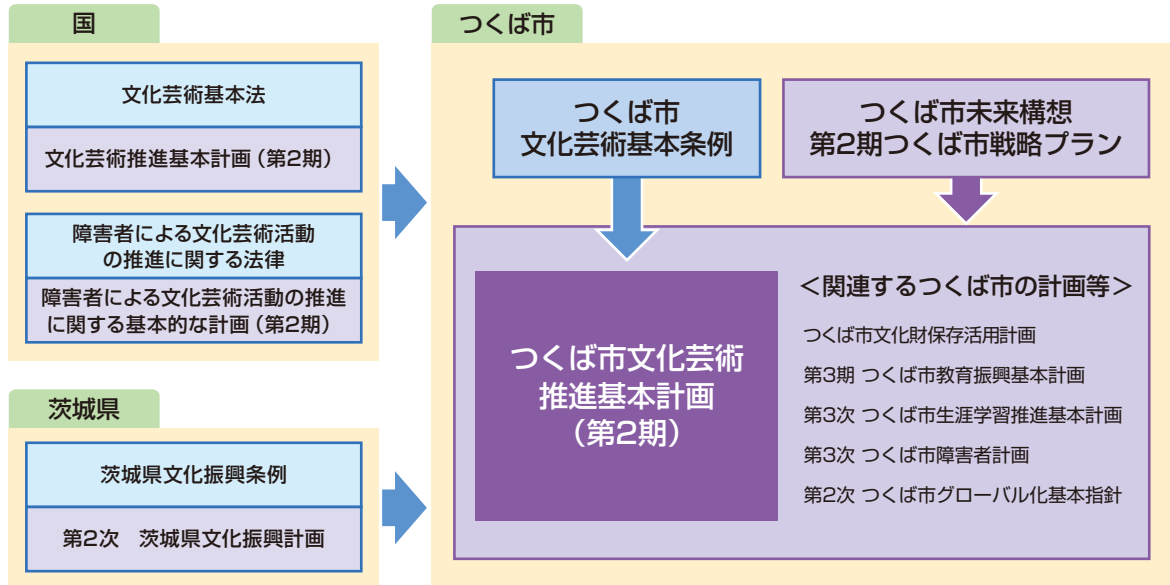 国
文化芸術基本法
文化芸術推進基本計画（第2期）
障害者による文化芸術活動
の推進に関する法律
障害者による文化芸術活動の推進
に関する基本的な計画（第2期）
茨城県
茨城県文化振興条例
第2次　茨城県文化振興計画
つくば市
つくば市
文化芸術基本条例
つくば市未来構想
第2期つくば市戦略プラン
つくば市文化芸術
推進基本計画
（第2期）
＜関連するつくば市の計画等＞
つくば市文化財保存活用計画
第3期 つくば市教育振興基本計画
第3次 つくば市生涯学習推進基本計画
第3次 つくば市障害者計画
第2次 つくば市グローバル化基本指針